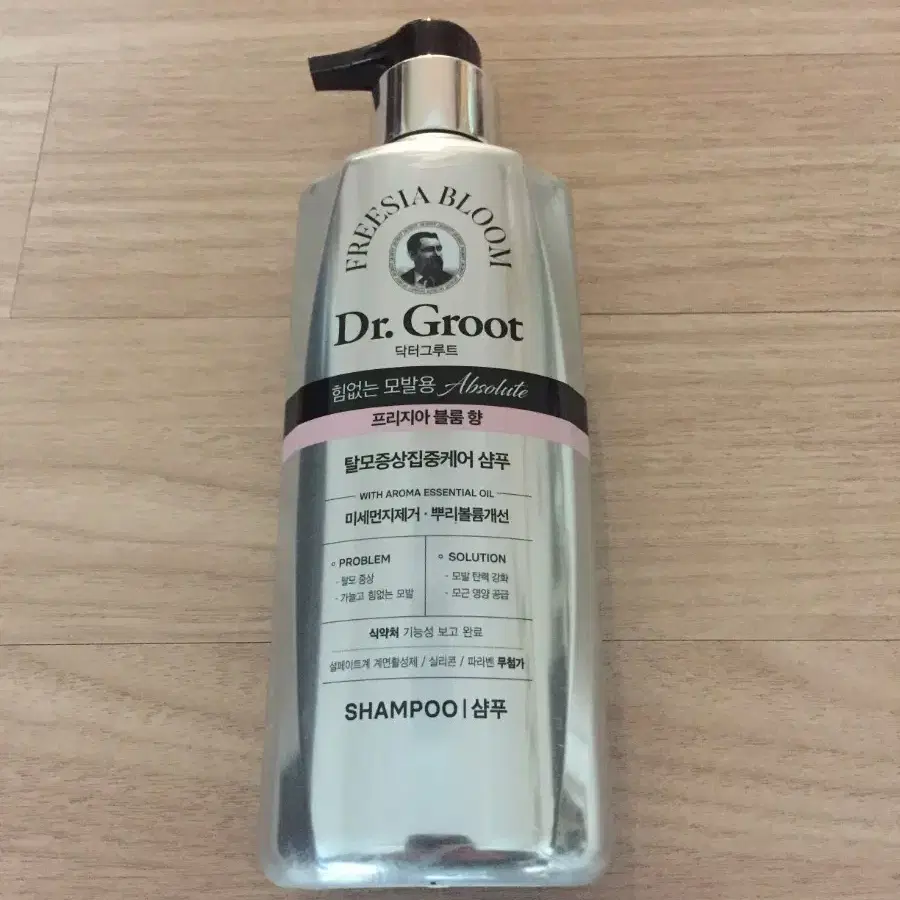 FREESIA BLOOM
Dr. Groot
닥터그루트
힘없는 모발용 Absolute
프리지아 블룸 향
탈모증상집중케어 샴푸
WITH AROMA ESSENTIAL OIL
미세먼지제거 · 뿌리볼륨개선
PROBLEM
- 탈모 증상
- 가늘고 힘없는 모발
SOLUTION
- 모발 탄력 강화
- 모근 영양 공급
식약처 기능성 보고 완료
설페이트계 계면활성제 / 실리콘 / 파라벤 무첨가
SHAMPOO | 샴푸